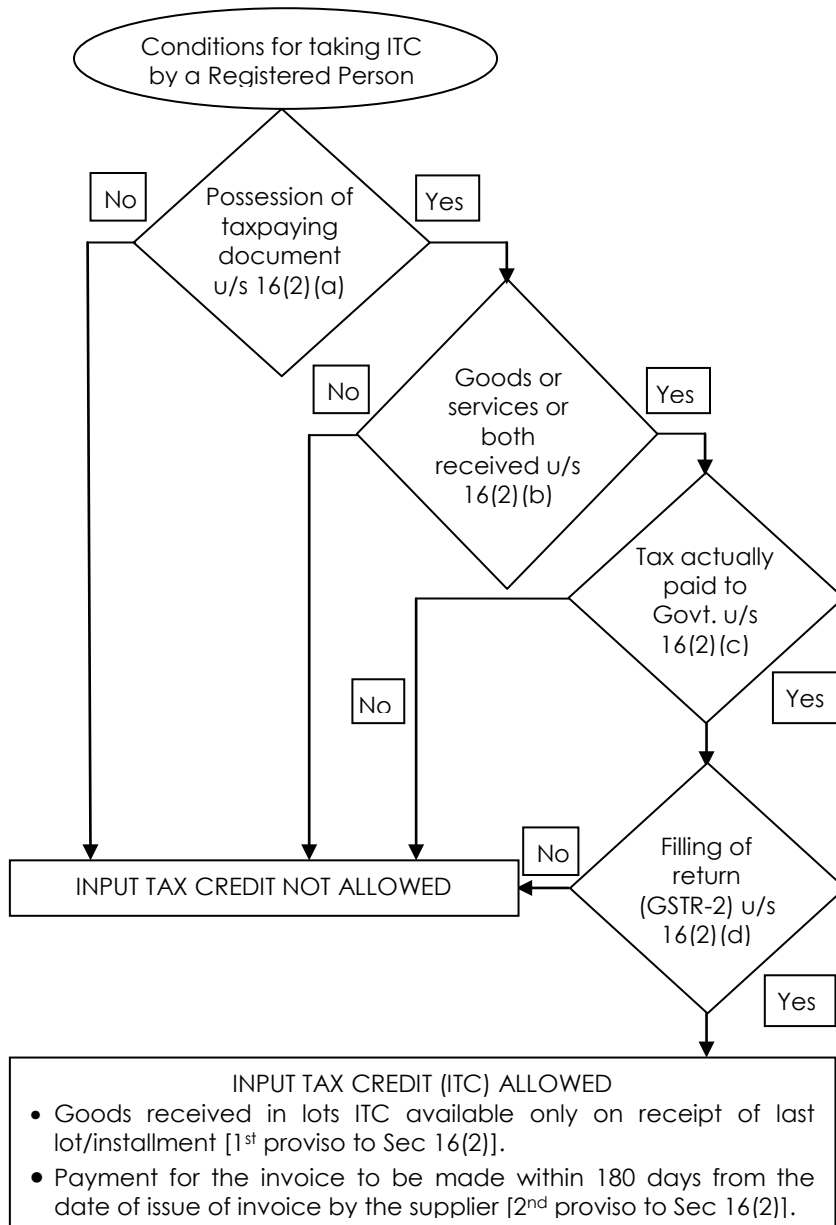 Conditions for taking ITC
by a Registered Person
No
Yes
Possession of
taxpaying
document
u/s 16(2)(a)
No
Yes
Goods or
services or
both
received u/s
16(2)(b)
Tax actually
paid to
Govt. u/s
16(2)(c)
No
Yes
No
Filling of
return
(GSTR-2) u/s
16(2)(d)
INPUT TAX CREDIT NOT ALLOWED
Yes
INPUT TAX CREDIT (ITC) ALLOWED
• Goods received in lots ITC available only on receipt of last
lot/installment [1st proviso to Sec 16(2)].
• Payment for the invoice to be made within 180 days from the
date of issue of invoice by the supplier [2nd proviso to Sec 16(2)].